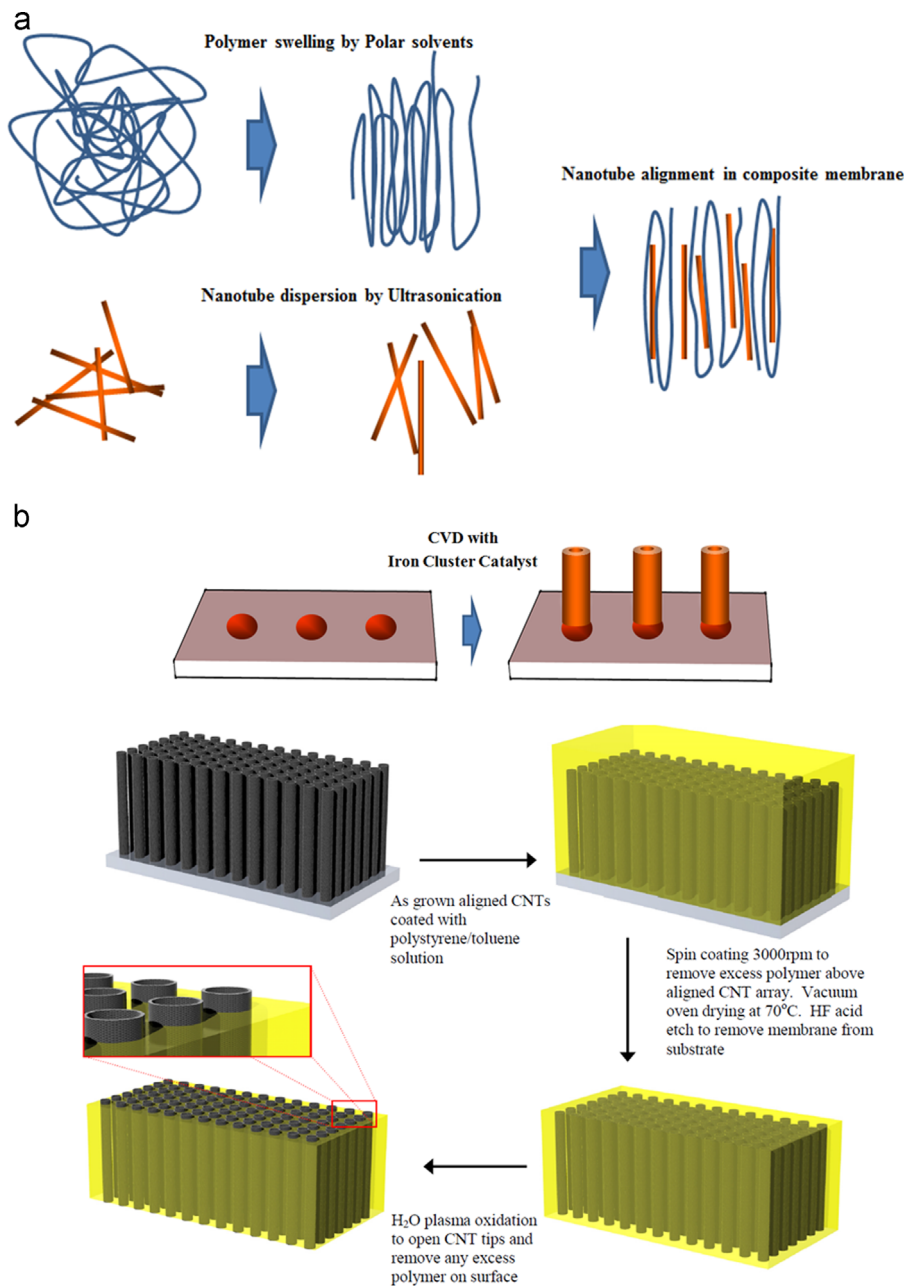 a
Polymer swelling by Polar solvents
Nanotube alignment in composite membrane
Nanotube dispersion by Ultrasonication
b
CVD with
Iron Cluster Catalyst
As grown aligned CNTs
coated with
polystyrene/toluene
solution
Spin coating 3000rpm to
remove excess polymer above
aligned CNT array. Vacuum
oven drying at 70°C. HF acid
etch to remove membrane from
substrate
H₂O plasma oxidation
to open CNT tips and
remove any excess
polymer on surface